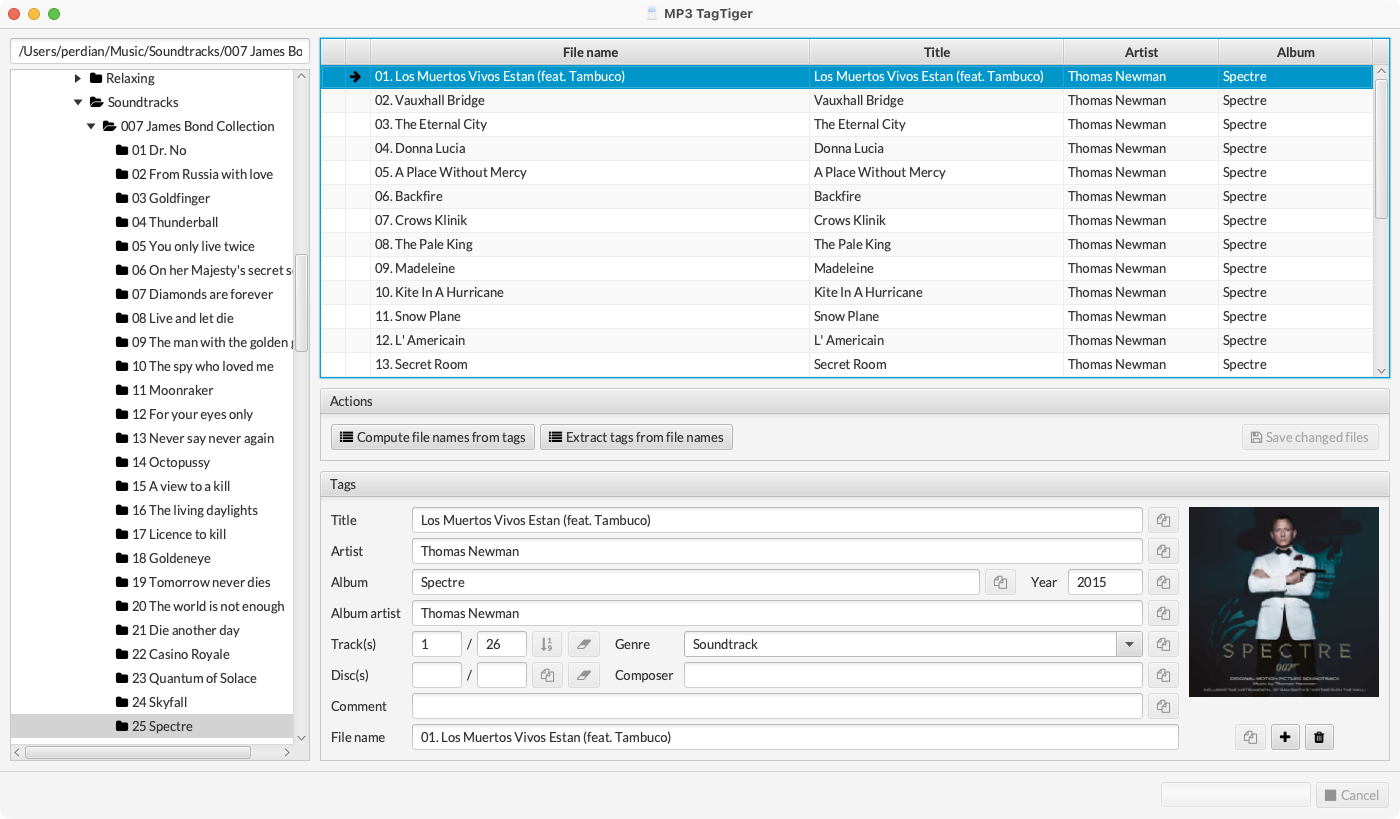 MP3 TagTiger
/Users/perdian/Music/Soundtracks/007 James Bo
Relaxing
Soundtracks
007 James Bond Collection
01 Dr. No
02 From Russia with love
03 Goldfinger
04 Thunderball
05 You only live twice
06 On her Majesty's secret s
07 Diamonds are forever
08 Live and let die
09 The man with the golden g
10 The spy who loved me
11 Moonraker
12 For your eyes only
13 Never say never again
14 Octopussy
15 A view to a kill
16 The living daylights
17 Licence to kill
18 Goldeneye
19 Tomorrow never dies
20 The world is not enough
21 Die another day
22 Casino Royale
23 Quantum of Solace
24 Skyfall
25 Spectre
File name Title Artist Album
01. Los Muertos Vivos Estan (feat. Tambuco) Los Muertos Vivos Estan (feat. Tambuco) Thomas Newman Spectre
02. Vauxhall Bridge Vauxhall Bridge Thomas Newman Spectre
03. The Eternal City The Eternal City Thomas Newman Spectre
04. Donna Lucia Donna Lucia Thomas Newman Spectre
05. A Place Without Mercy A Place Without Mercy Thomas Newman Spectre
06. Backfire Backfire Thomas Newman Spectre
07. Crows Klinik Crows Klinik Thomas Newman Spectre
08. The Pale King The Pale King Thomas Newman Spectre
09. Madeleine Madeleine Thomas Newman Spectre
10. Kite In A Hurricane Kite In A Hurricane Thomas Newman Spectre
11. Snow Plane Snow Plane Thomas Newman Spectre
12. L' Americain L' Americain Thomas Newman Spectre
13. Secret Room Secret Room Thomas Newman Spectre
Actions
Compute file names from tags Extract tags from file names Save changed files
Tags
Title Los Muertos Vivos Estan (feat. Tambuco)
Artist Thomas Newman
Album Spectre Year 2015
Album artist Thomas Newman
Track(s) 1 / 26 Genre Soundtrack
Disc(s) / Composer
Comment
File name 01. Los Muertos Vivos Estan (feat. Tambuco)
SPECTRE
007
ORIGINAL MOTION PICTURE SOUNDTRACK
Music by Thomas Newman
Cancel